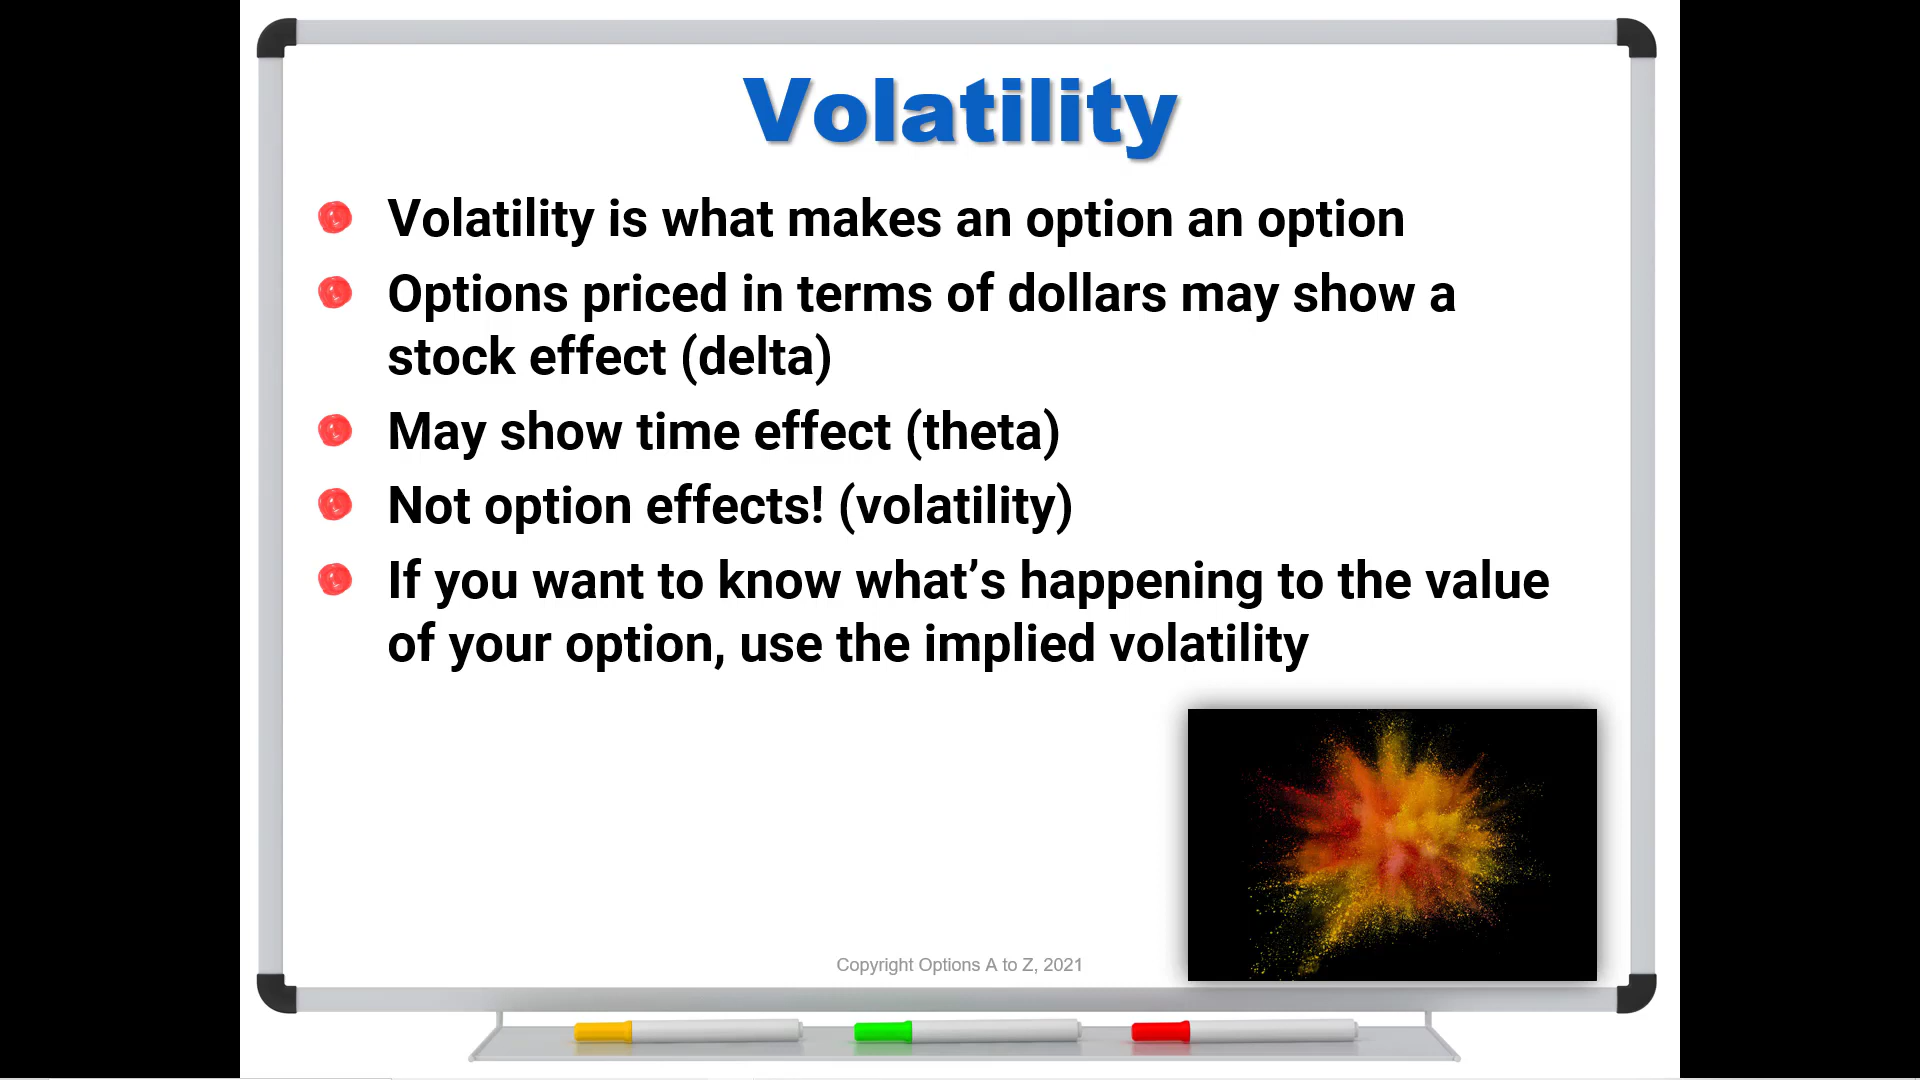 Volatility
Volatility is what makes an option an option
Options priced in terms of dollars may show a
stock effect (delta)
May show time effect (theta)
Not option effects! (volatility)
If you want to know what’s happening to the value
of your option, use the implied volatility
Copyright Options A to Z, 2021